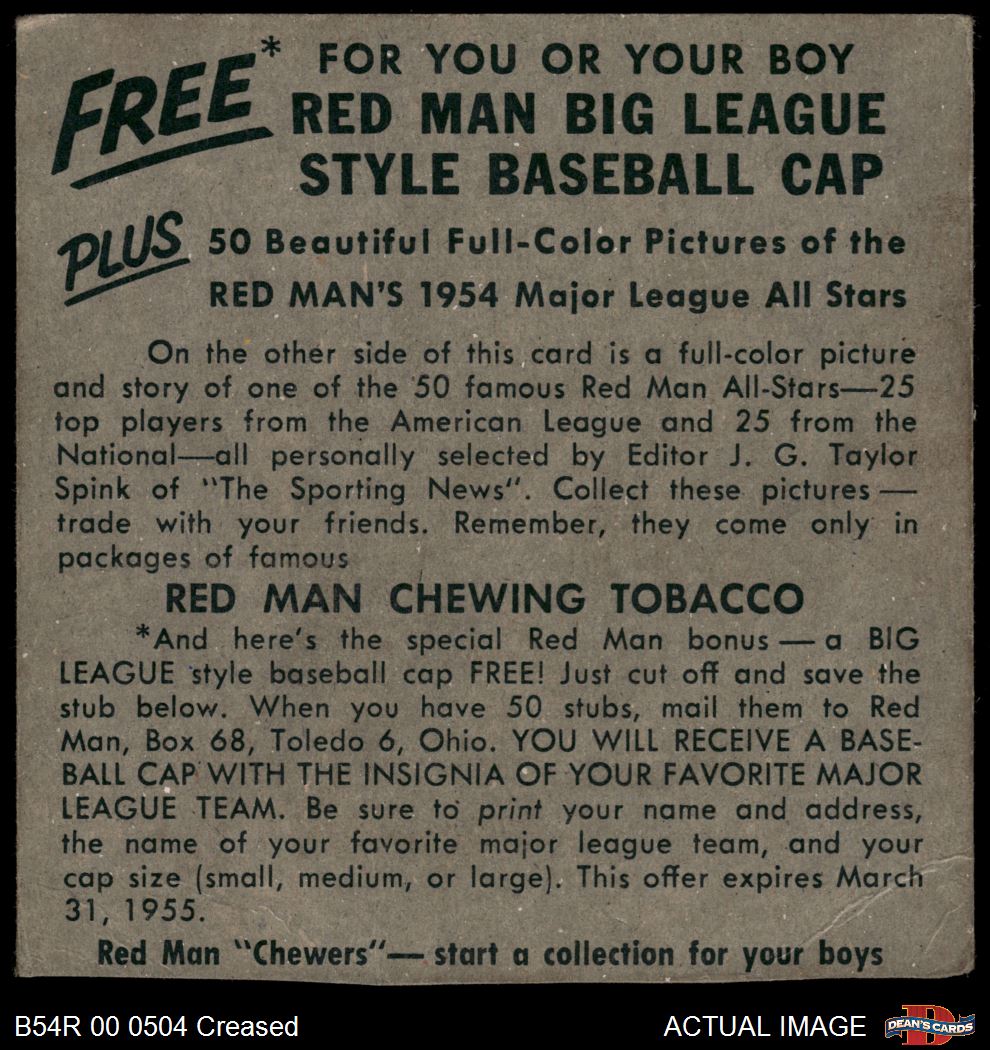 FREE* FOR YOU OR YOUR BOY
RED MAN BIG LEAGUE
STYLE BASEBALL CAP
PLUS 50 Beautiful Full-Color Pictures of the
RED MAN'S 1954 Major League All Stars
On the other side of this card is a full-color picture
and story of one of the 50 famous Red Man All-Stars—25
top players from the American League and 25 from the
National—all personally selected by Editor J. G. Taylor
Spink of "The Sporting News". Collect these pictures —
trade with your friends. Remember, they come only in
packages of famous
RED MAN CHEWING TOBACCO
*And here's the special Red Man bonus — a BIG
LEAGUE style baseball cap FREE! Just cut off and save the
stub below. When you have 50 stubs, mail them to Red
Man, Box 68, Toledo 6, Ohio. YOU WILL RECEIVE A BASE-
BALL CAP WITH THE INSIGNIA OF YOUR FAVORITE MAJOR
LEAGUE TEAM. Be sure to print your name and address,
the name of your favorite major league team, and your
cap size (small, medium, or large). This offer expires March
31, 1955.
Red Man "Chewers"— start a collection for your boys
B54R 00 0504 Creased
ACTUAL IMAGE
DEAN'S CARDS